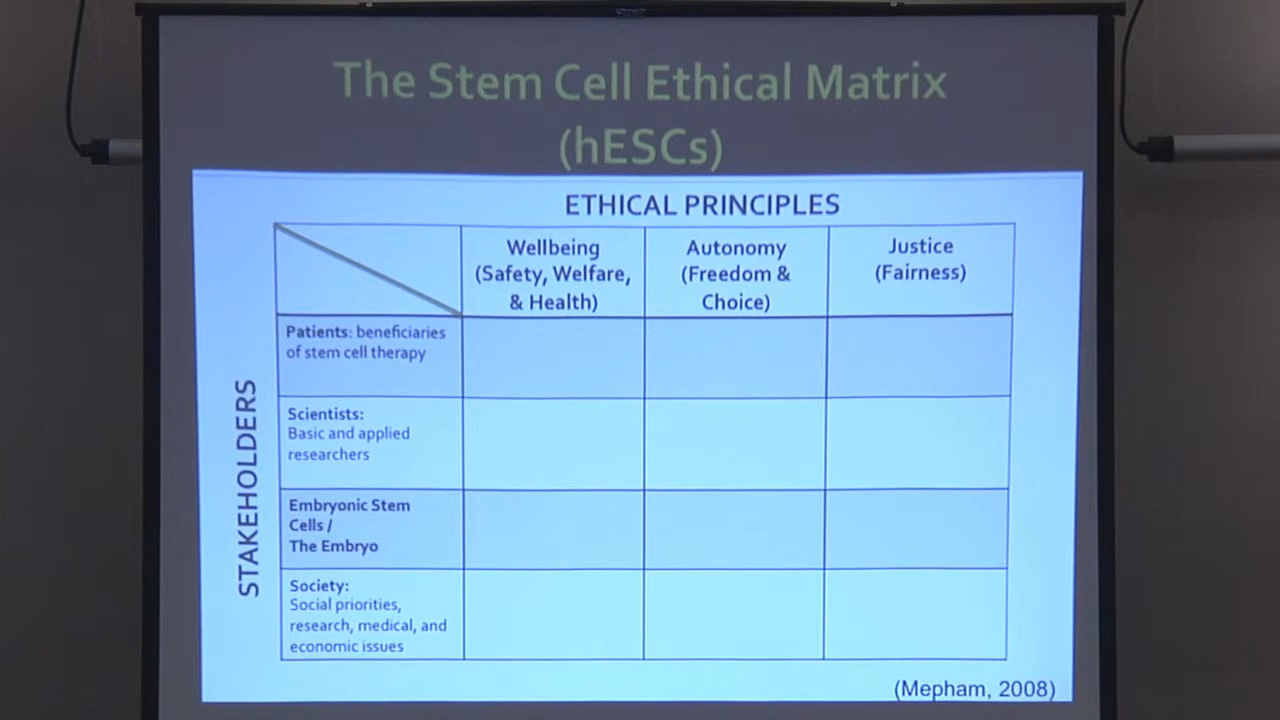 The Stem Cell Ethical Matrix
(hESCs)
ETHICAL PRINCIPLES
Wellbeing
(Safety, Welfare,
& Health)
Autonomy
(Freedom &
Choice)
Justice
(Fairness)
STAKEHOLDERS
Patients: beneficiaries
of stem cell therapy
Scientists:
Basic and applied
researchers
Embryonic Stem
Cells /
The Embryo
Society:
Social priorities,
research, medical, and
economic issues
(Mepham, 2008)